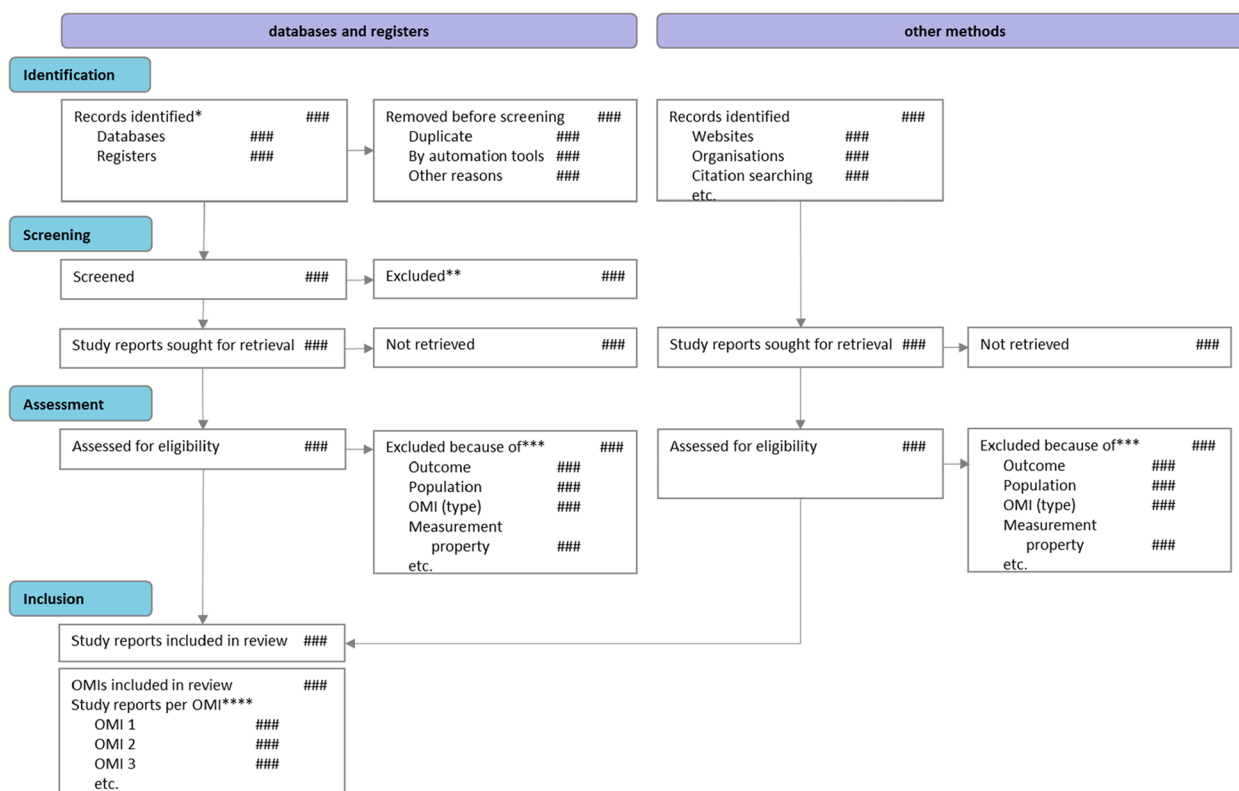 databases and registers
other methods
Identification
Records identified* ###
Databases ###
Registers ###
Removed before screening ###
Duplicate ###
By automation tools ###
Other reasons ###
Records identified ###
Websites ###
Organisations ###
Citation searching ###
etc.
Screening
Screened ###
Excluded** ###
Study reports sought for retrieval ###
Not retrieved ###
Study reports sought for retrieval ###
Not retrieved ###
Assessment
Assessed for eligibility ###
Excluded because of*** ###
Outcome ###
Population ###
OMI (type) ###
Measurement
property ###
etc.
Assessed for eligibility ###
Excluded because of*** ###
Outcome ###
Population ###
OMI (type) ###
Measurement
property ###
etc.
Inclusion
Study reports included in review ###
OMIs included in review ###
Study reports per OMI****
OMI 1 ###
OMI 2 ###
OMI 3 ###
etc.